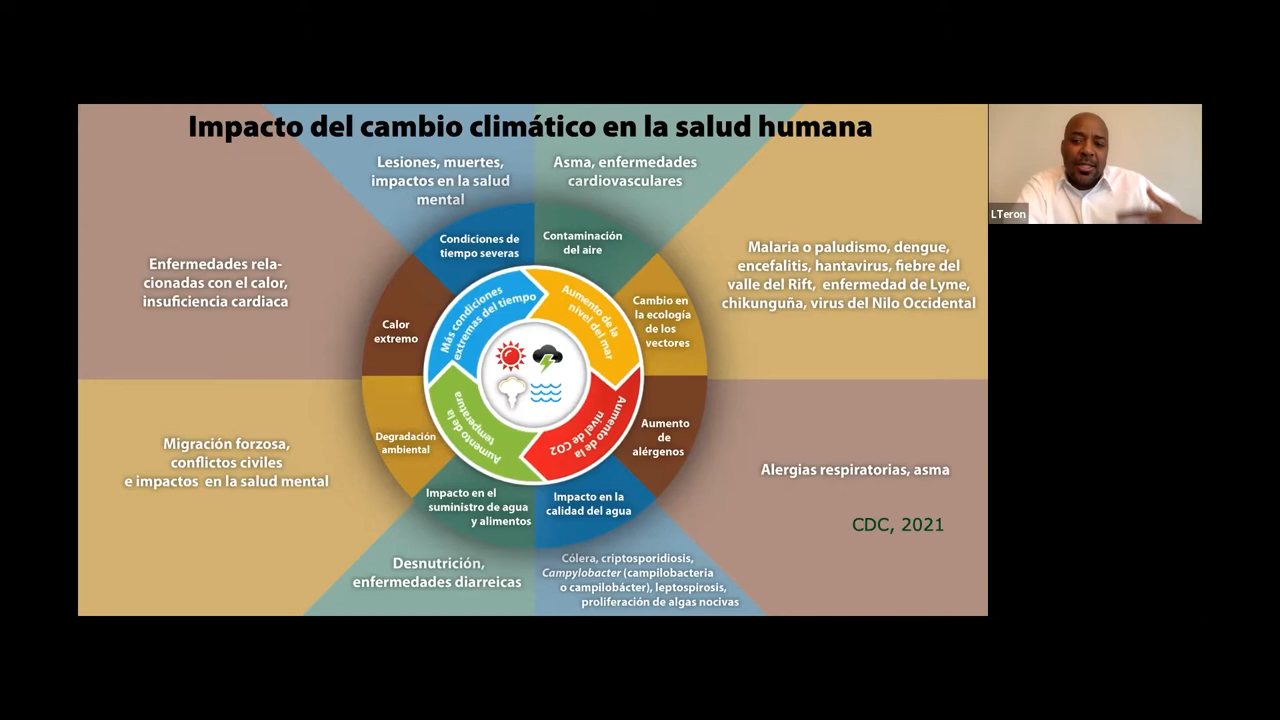 Impacto del cambio climático en la salud humana
Lesiones, muertes,
impactos en la salud
mental
Asma, enfermedades
cardiovasculares
LTeron
Condiciones de
tiempo severas
Contaminación
del aire
Enfermedades rela-
cionadas con el calor,
insuficiencia cardiaca
Malaria o paludismo, dengue,
encefalitis, hantavirus, fiebre del
valle del Rift, enfermedad de Lyme,
chikunguña, virus del Nilo Occidental
Calor
extremo
Más condiciones
extremas del tiempo
Aumento de la
nivel del mar
Cambio en
la ecología
de los
vectores
Degradación
ambiental
Aumento de la
temperatura
Aumento de la
nivel de CO2
Aumento
de
alérgenos
Migración forzosa,
conflictos civiles
e impactos en la salud mental
Alergias respiratorias, asma
Impacto en el
suministro de agua
y alimentos
Impacto en la
calidad del agua
CDC, 2021
Desnutrición,
enfermedades diarreicas
Cólera, criptosporidiosis,
Campylobacter (campilobacteria
o campilobácter), leptospirosis,
proliferación de algas nocivas